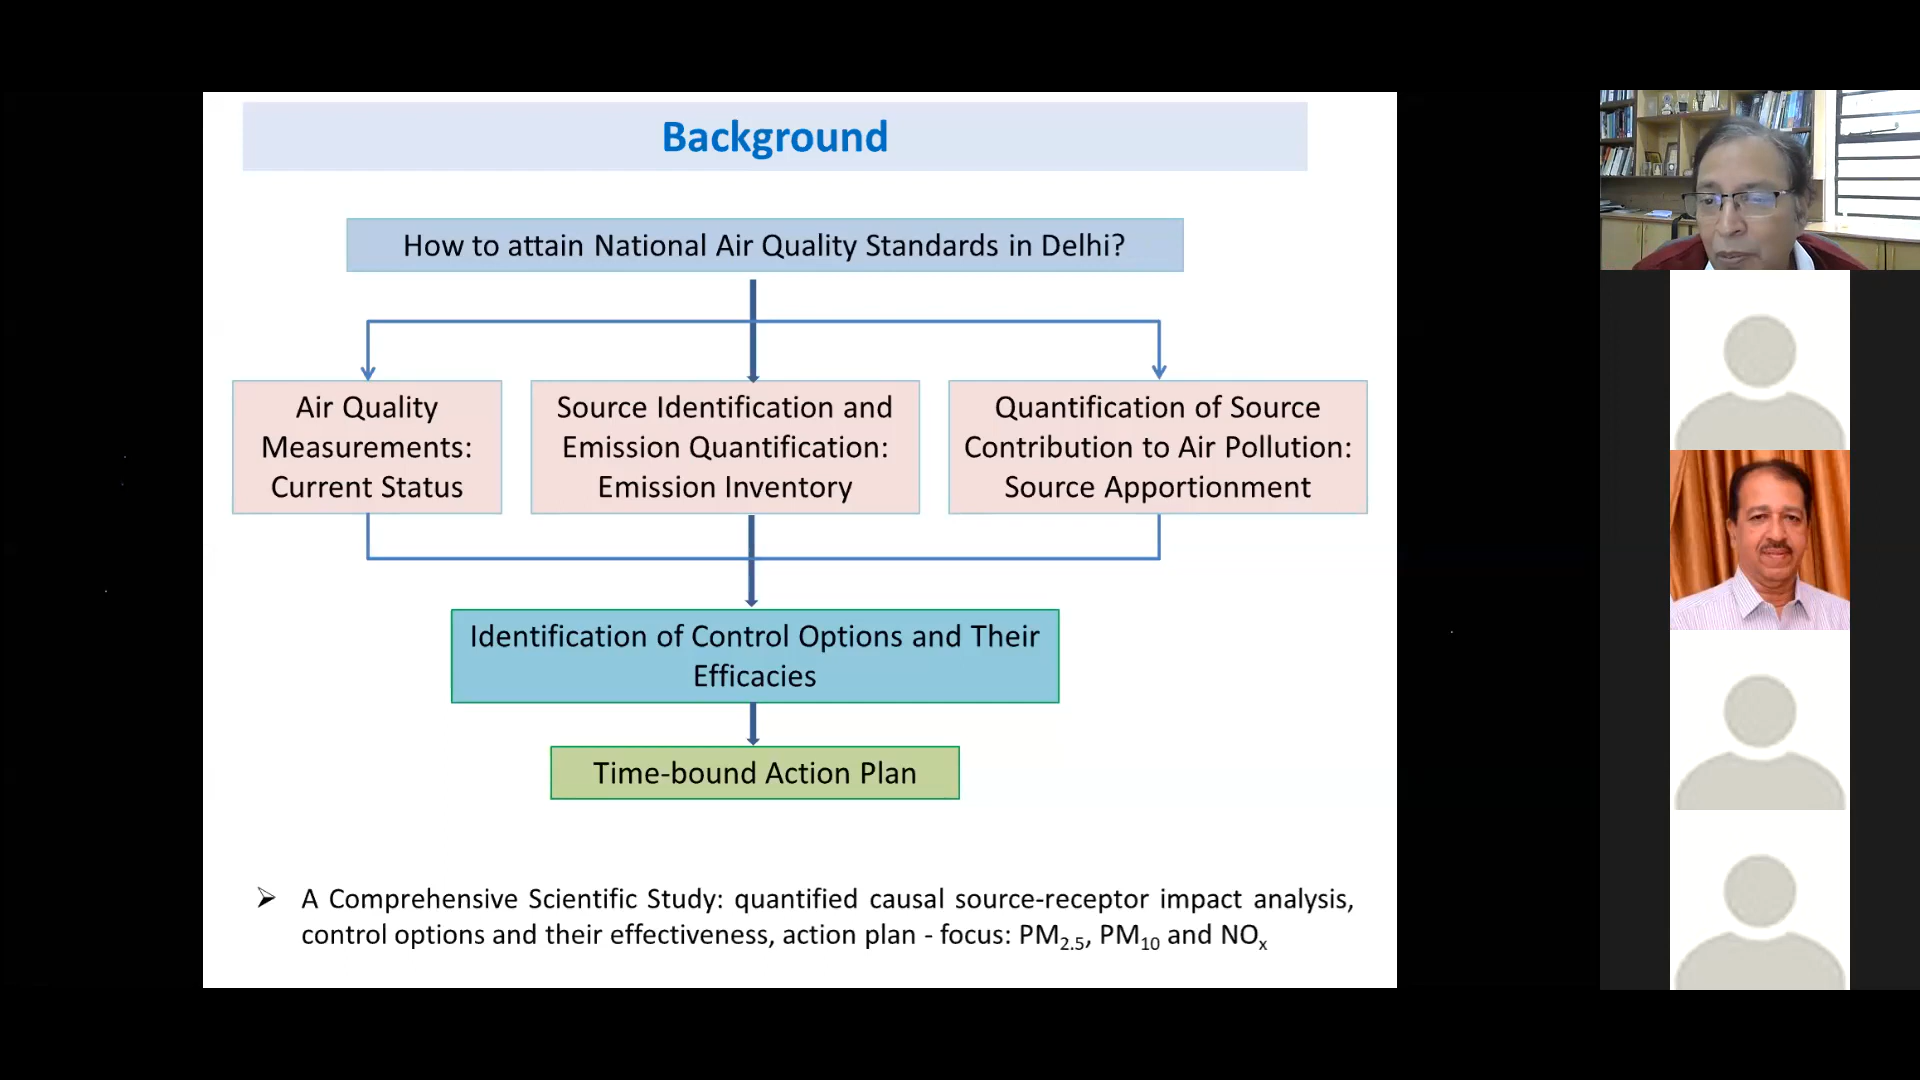 Background
How to attain National Air Quality Standards in Delhi?
Air Quality
Measurements:
Current Status
Source Identification and
Emission Quantification:
Emission Inventory
Quantification of Source
Contribution to Air Pollution:
Source Apportionment
Identification of Control Options and Their
Efficacies
Time-bound Action Plan
➢ A Comprehensive Scientific Study: quantified causal source-receptor impact analysis,
control options and their effectiveness, action plan - focus: PM2.5, PM10 and NOx